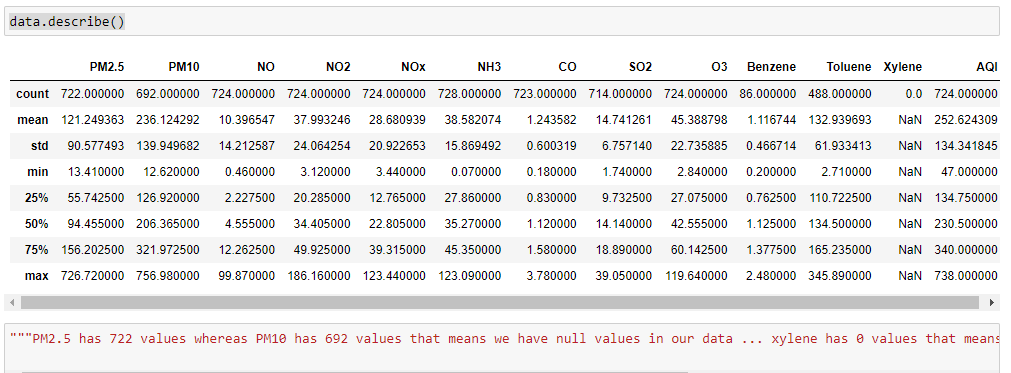 data.describe()
PM2.5 PM10 NO NO2 NOx NH3 CO SO2 O3 Benzene Toluene Xylene AQI
count 722.000000 692.000000 724.000000 724.000000 724.000000 728.000000 723.000000 714.000000 724.000000 86.000000 488.000000 0.0 724.000000
mean 121.249363 236.124292 10.396547 37.993246 28.680939 38.582074 1.243582 14.741261 45.388798 1.116744 132.939693 NaN 252.624309
std 90.577493 139.949682 14.212587 24.064254 20.922653 15.869492 0.600319 6.757140 22.735885 0.466714 61.933413 NaN 134.341845
min 13.410000 12.620000 0.460000 3.120000 3.440000 0.070000 0.180000 1.740000 2.840000 0.200000 2.710000 NaN 47.000000
25% 55.742500 126.920000 2.227500 20.285000 12.765000 27.860000 0.830000 9.732500 27.075000 0.762500 110.722500 NaN 134.750000
50% 94.455000 206.365000 4.555000 34.405000 22.805000 35.270000 1.120000 14.140000 42.555000 1.125000 134.500000 NaN 230.500000
75% 156.202500 321.972500 12.262500 49.925000 39.315000 45.350000 1.580000 18.890000 60.142500 1.377500 165.235000 NaN 340.000000
max 726.720000 756.980000 99.870000 186.160000 123.440000 123.090000 3.780000 39.050000 119.640000 2.480000 345.890000 NaN 738.000000
"""PM2.5 has 722 values whereas PM10 has 692 values that means we have null values in our data ... xylene has 0 values that means